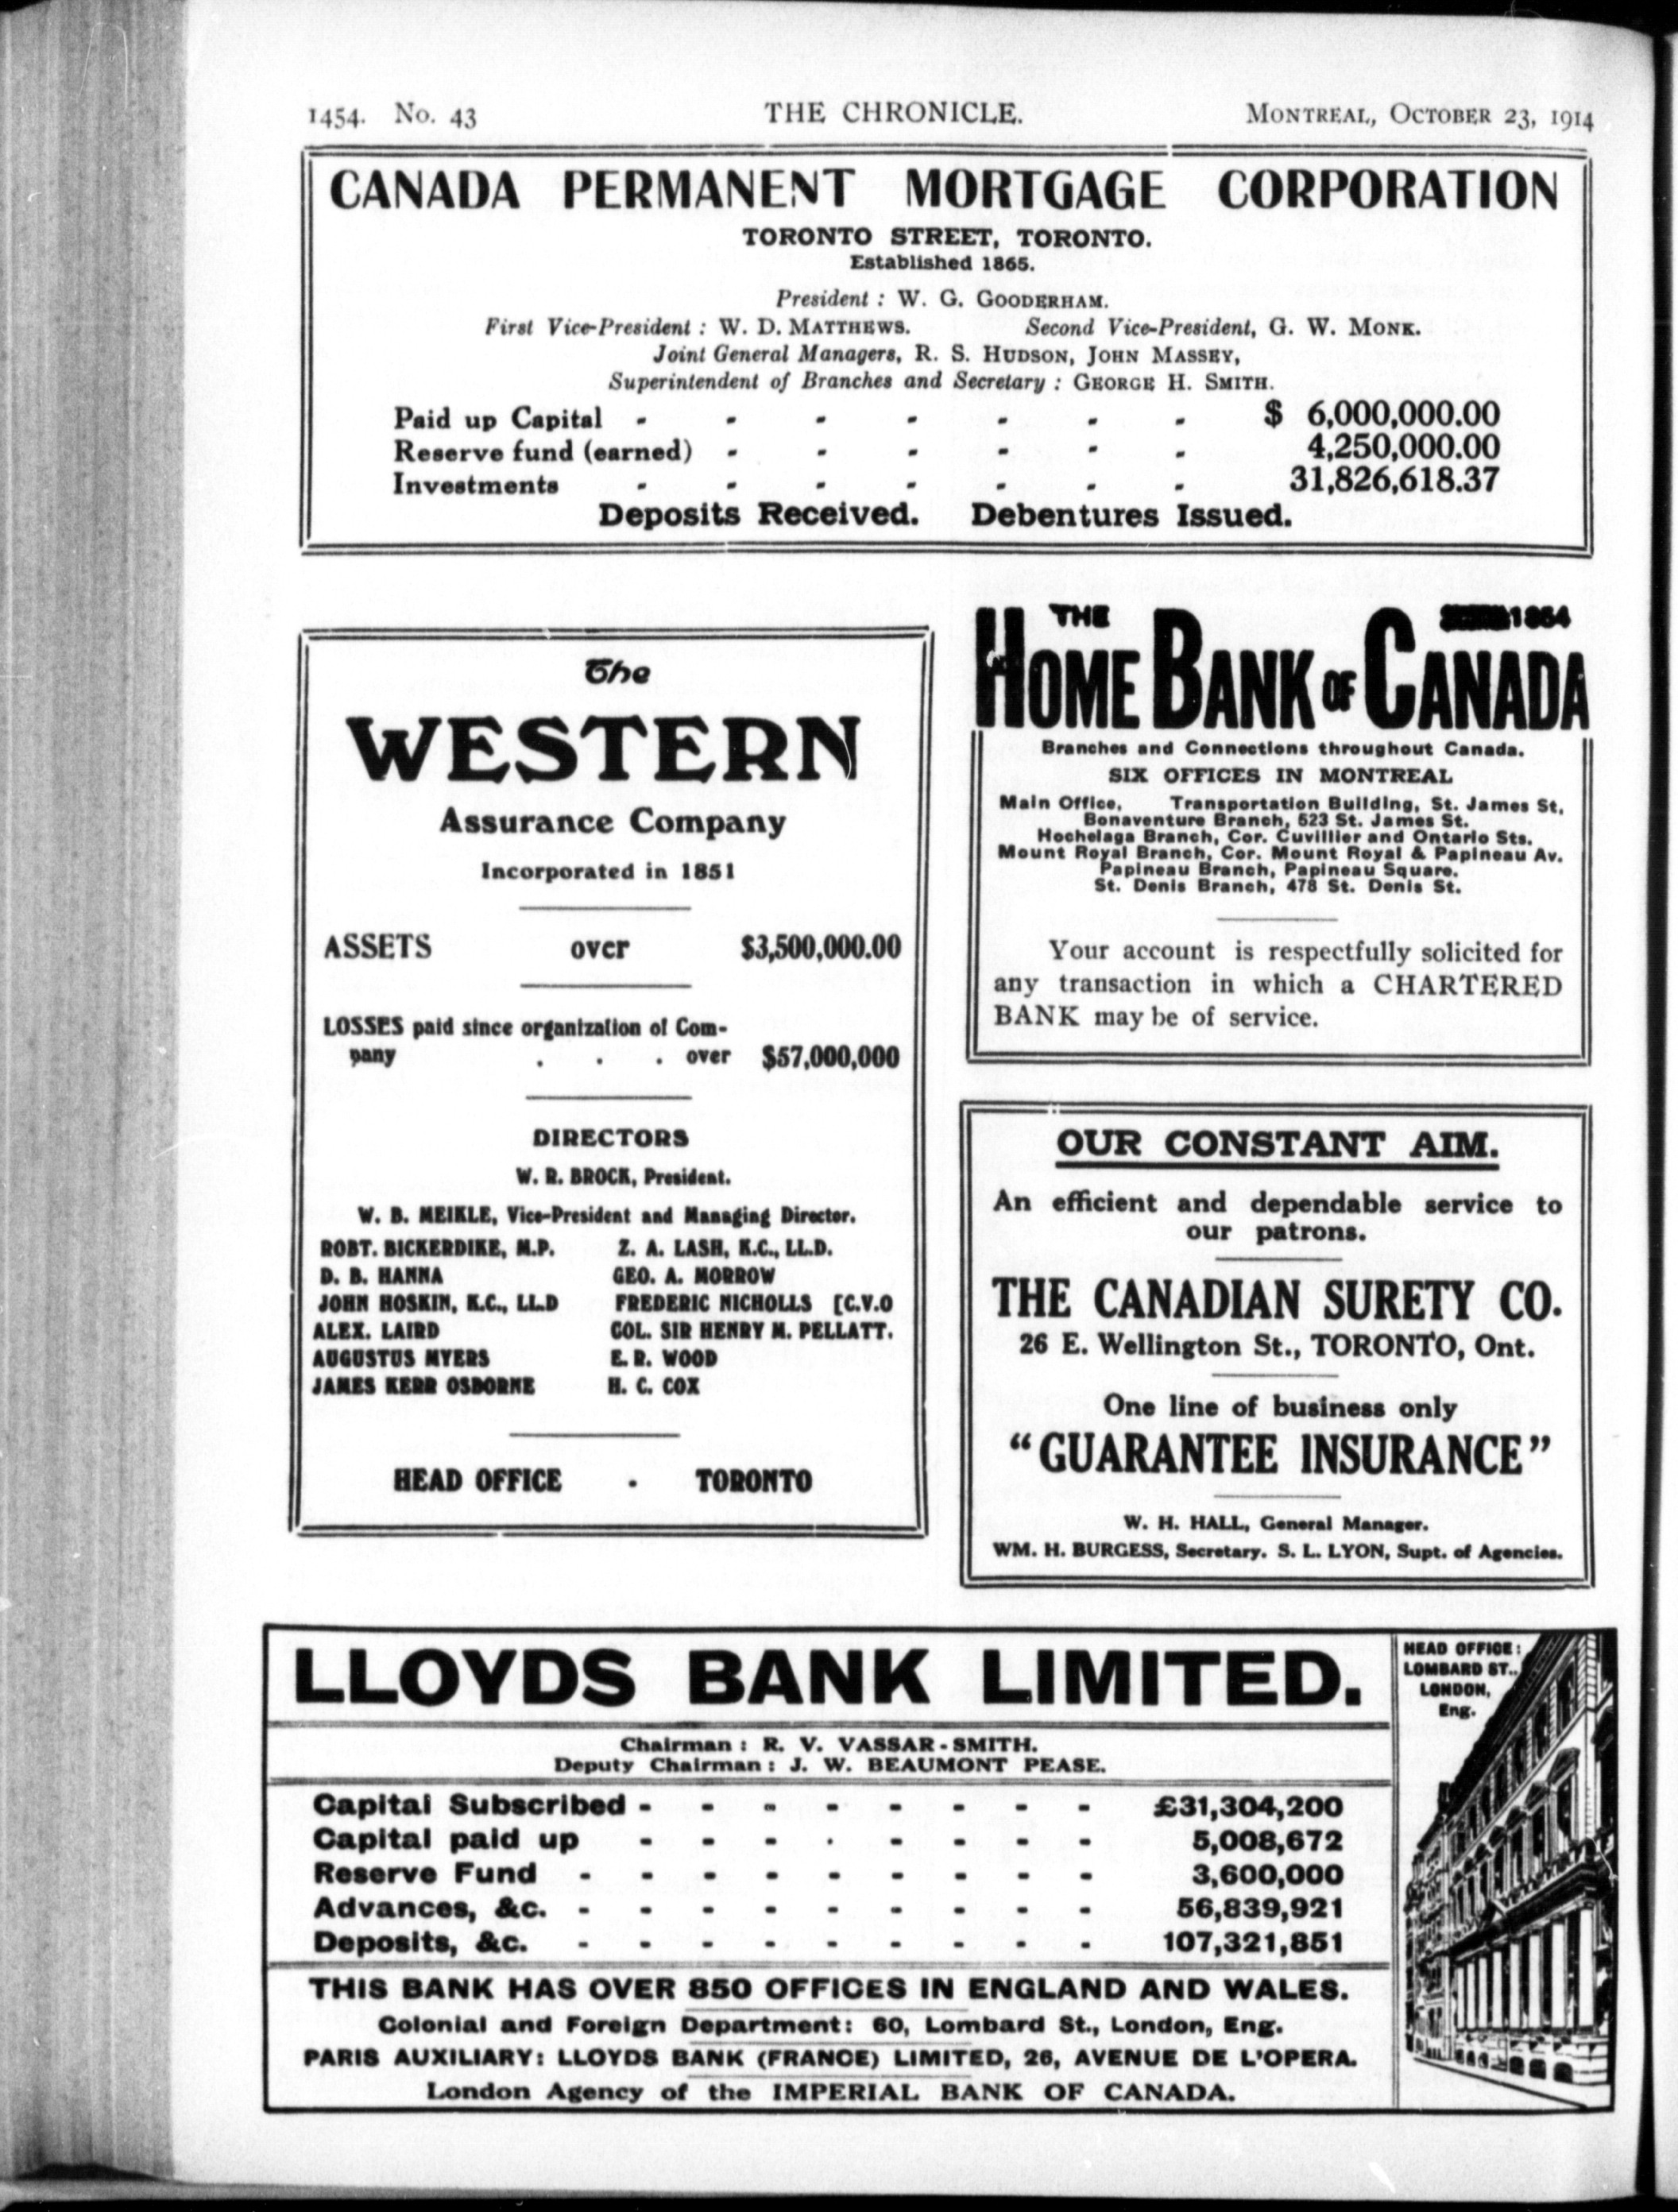 1454. No. 43 THE CHRONICLE. MONTREAL, OCTOBER 23, 1914
CANADA PERMANENT MORTGAGE CORPORATION
TORONTO STREET, TORONTO.
Established 1865.
President : W. G. GOODERHAM.
First Vice-President : W. D. MATTHEWS. Second Vice-President, G. W. MONK.
Joint General Managers, R. S. HUDSON, JOHN MASSEY,
Superintendent of Branches and Secretary : GEORGE H. SMITH.
Paid up Capital - - - - - - - $ 6,000,000.00
Reserve fund (earned) - - - - - - 4,250,000.00
Investments - - - - - - - 31,826,618.37
Deposits Received. Debentures Issued.
The
WESTERN
Assurance Company
Incorporated in 1851
ASSETS over $3,500,000.00
LOSSES paid since organization of Com-
pany . . . over $57,000,000
DIRECTORS
W. R. BROCK, President.
W. B. MEIKLE, Vice-President and Managing Director.
ROBT. BICKERDIKE, M.P. Z. A. LASH, K.C., LL.D.
D. B. HANNA GEO. A. MORROW
JOHN HOSKIN, K.C., LL.D FREDERIC NICHOLLS [C.V.O
ALEX. LAIRD COL. SIR HENRY M. PELLATT.
AUGUSTUS MYERS E. R. WOOD
JAMES KERR OSBORNE H. C. COX
HEAD OFFICE - TORONTO
THE 1854
HOME BANK OF CANADA
Branches and Connections throughout Canada.
SIX OFFICES IN MONTREAL
Main Office, Transportation Building, St. James St,
Bonaventure Branch, 523 St. James St.
Hochelaga Branch, Cor. Cuvillier and Ontario Sts.
Mount Royal Branch, Cor. Mount Royal & Papineau Av.
Papineau Branch, Papineau Square.
St. Denis Branch, 478 St. Denis St.
Your account is respectfully solicited for
any transaction in which a CHARTERED
BANK may be of service.
OUR CONSTANT AIM.
An efficient and dependable service to
our patrons.
THE CANADIAN SURETY CO.
26 E. Wellington St., TORONTO, Ont.
One line of business only
“GUARANTEE INSURANCE”
W. H. HALL, General Manager.
WM. H. BURGESS, Secretary. S. L. LYON, Supt. of Agencies.
LLOYDS BANK LIMITED.
HEAD OFFICE :
LOMBARD ST.,
LONDON,
Eng.
Chairman : R. V. VASSAR - SMITH.
Deputy Chairman : J. W. BEAUMONT PEASE.
Capital Subscribed - - - - - - - - £31,304,200
Capital paid up - - - - - - - - 5,008,672
Reserve Fund - - - - - - - - - 3,600,000
Advances, &c. - - - - - - - - - 56,839,921
Deposits, &c. - - - - - - - - - 107,321,851
THIS BANK HAS OVER 850 OFFICES IN ENGLAND AND WALES.
Colonial and Foreign Department: 60, Lombard St., London, Eng.
PARIS AUXILIARY: LLOYDS BANK (FRANCE) LIMITED, 26, AVENUE DE L'OPERA.
London Agency of the IMPERIAL BANK OF CANADA.